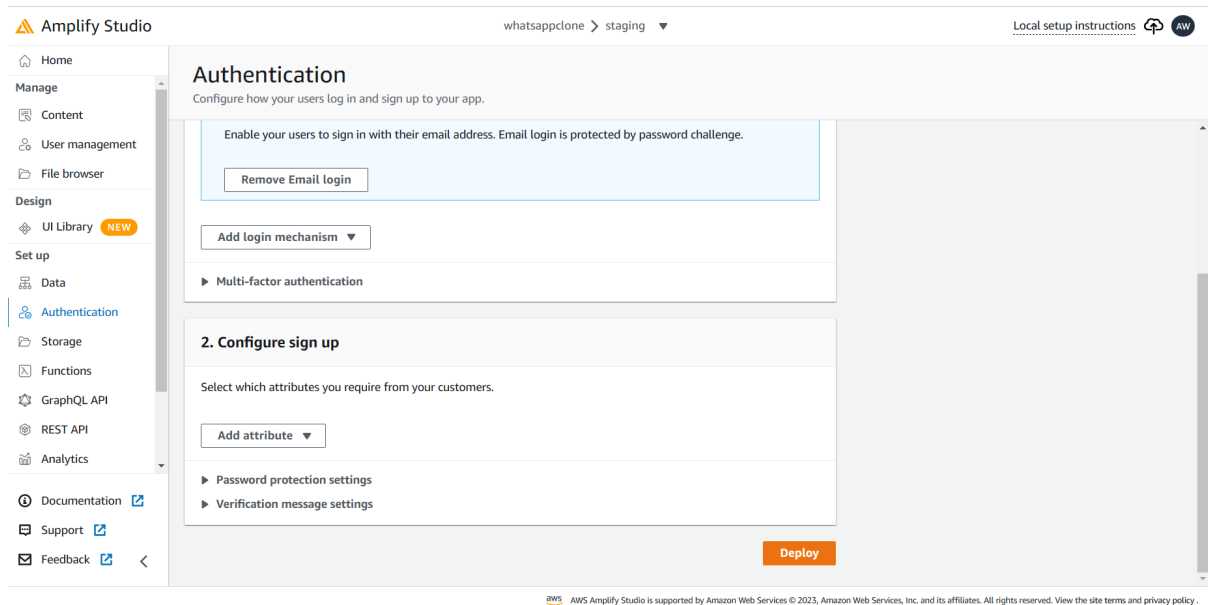 Amplify Studio
whatsappclone > staging ▼
Local setup instructions
AW
Home
Manage
Content
User management
File browser
Design
UI Library NEW
Set up
Data
Authentication
Storage
Functions
GraphQL API
REST API
Analytics
Documentation
Support
Feedback
Authentication
Configure how your users log in and sign up to your app.
Enable your users to sign in with their email address. Email login is protected by password challenge.
Remove Email login
Add login mechanism ▼
Multi-factor authentication
2. Configure sign up
Select which attributes you require from your customers.
Add attribute ▼
Password protection settings
Verification message settings
Deploy
aws AWS Amplify Studio is supported by Amazon Web Services © 2023, Amazon Web Services, Inc. and its affiliates. All rights reserved. View the site terms and privacy policy .